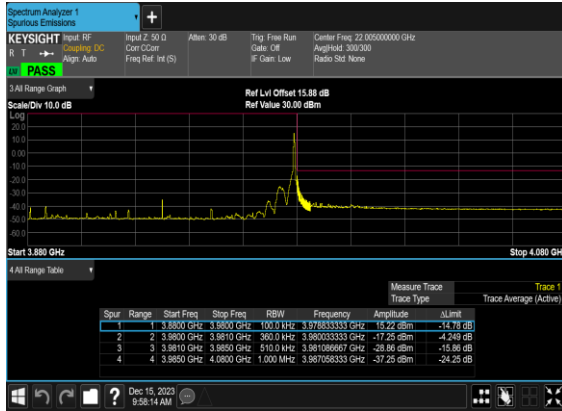 Spectrum Analyzer 1
Spurious Emissions
+
KEYSIGHT Input: RF Input Z: 50 Ω Atten: 30 dB Trig: Free Run Center Freq: 22.005000000 GHz
R T Coupling: DC Corr CCorr Gate: Off Avg|Hold: 300/300
Align: Auto Freq Ref: Int (S) IF Gain: Low Radio Std: None
PASS
3 All Range Graph
Ref Lvl Offset 15.88 dB
Scale/Div 10.0 dB Ref Value 30.00 dBm
Log
20.0
10.0
0.00
-10.0
-20.0
-30.0
-40.0
-50.0
-60.0
Start 3.880 GHz Stop 4.080 GH
4 All Range Table
Measure Trace Trace 1
Trace Type Trace Average (Active)
Spur Range Start Freq Stop Freq RBW Frequency Amplitude ΔLimit
1 1 3.8800 GHz 3.9800 GHz 100.0 kHz 3.978833333 GHz 15.22 dBm -14.78 dB
2 2 3.9800 GHz 3.9810 GHz 360.0 kHz 3.980033333 GHz -17.25 dBm -4.249 dB
3 3 3.9810 GHz 3.9850 GHz 510.0 kHz 3.981086667 GHz -28.86 dBm -15.86 dB
4 4 3.9850 GHz 4.0800 GHz 1.000 MHz 3.987058333 GHz -37.25 dBm -24.25 dB
? Dec 15, 2023
9:58:14 AM